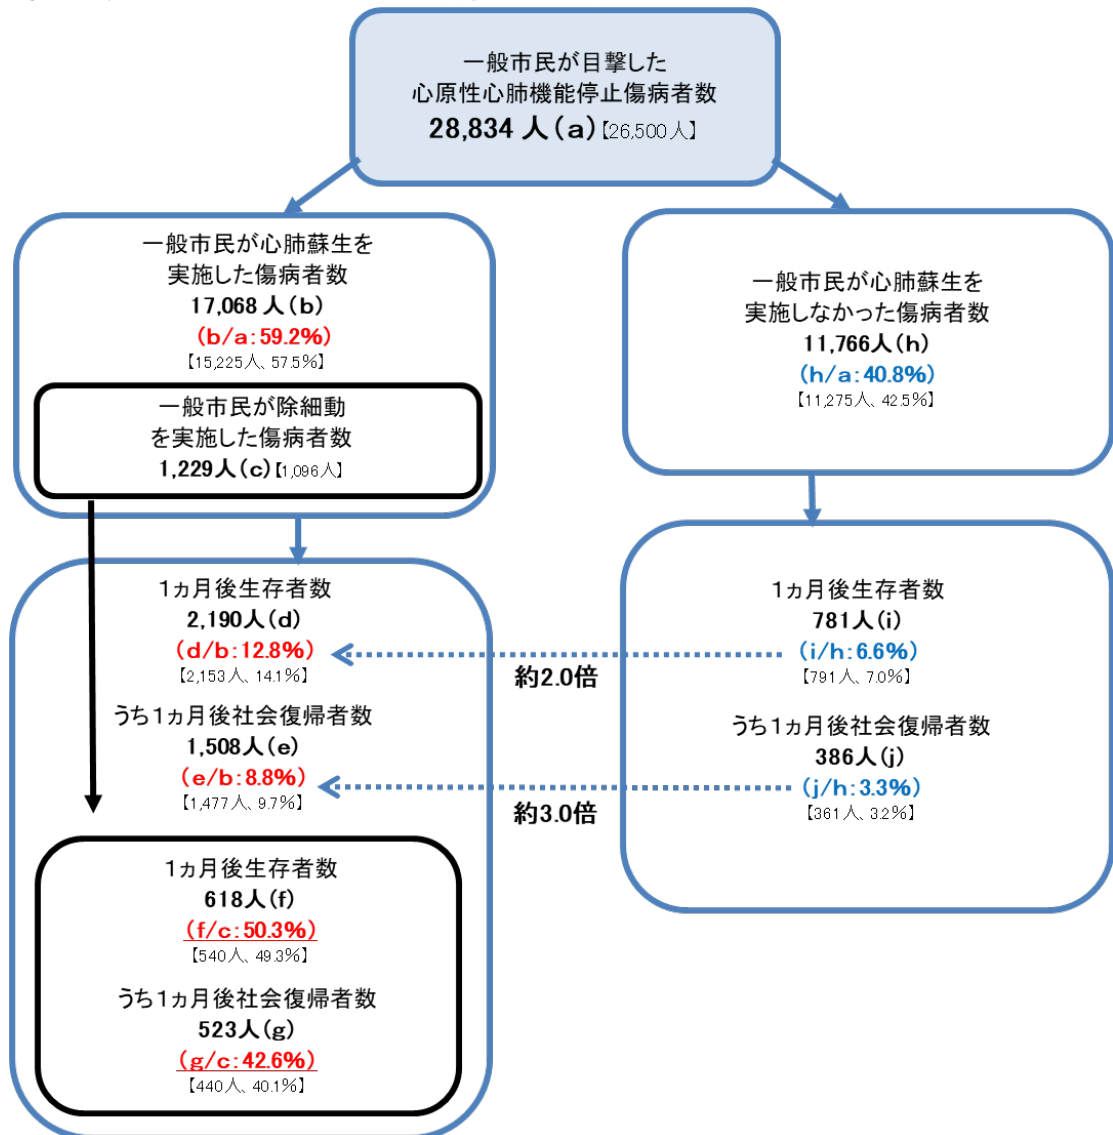 一般市民が目撃した
心原性心肺機能停止傷病者数
28,834 人(a)【26,500人】
一般市民が心肺蘇生を
実施した傷病者数
17,068 人(b)
(b/a:59.2%)
【15,225人、57.5%】
一般市民が除細動
を実施した傷病者数
1,229人(c)【1,096人】
一般市民が心肺蘇生を
実施しなかった傷病者数
11,766人(h)
(h/a:40.8%)
【11,275人、42.5%】
1ヵ月後生存者数
2,190人(d)
(d/b:12.8%)
【2,153人、14.1%】
うち1ヵ月後社会復帰者数
1,508人(e)
(e/b:8.8%)
【1,477人、9.7%】
約2.0倍
約3.0倍
1ヵ月後生存者数
781人(i)
(i/h:6.6%)
【791人、7.0%】
うち1ヵ月後社会復帰者数
386人(j)
(j/h:3.3%)
【361人、3.2%】
1ヵ月後生存者数
618人(f)
(f/c:50.3%)
【540人、49.3%】
うち1ヵ月後社会復帰者数
523人(g)
(g/c:42.6%)
【440人、40.1%】